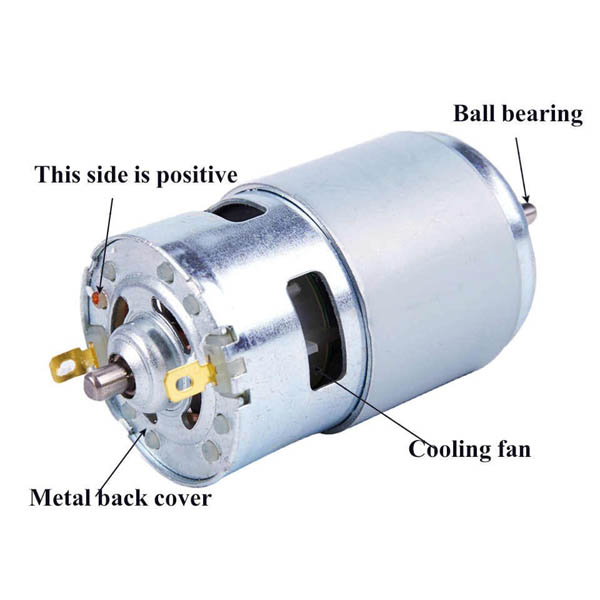 Ball bearing
This side is positive
Cooling fan
Metal back cover